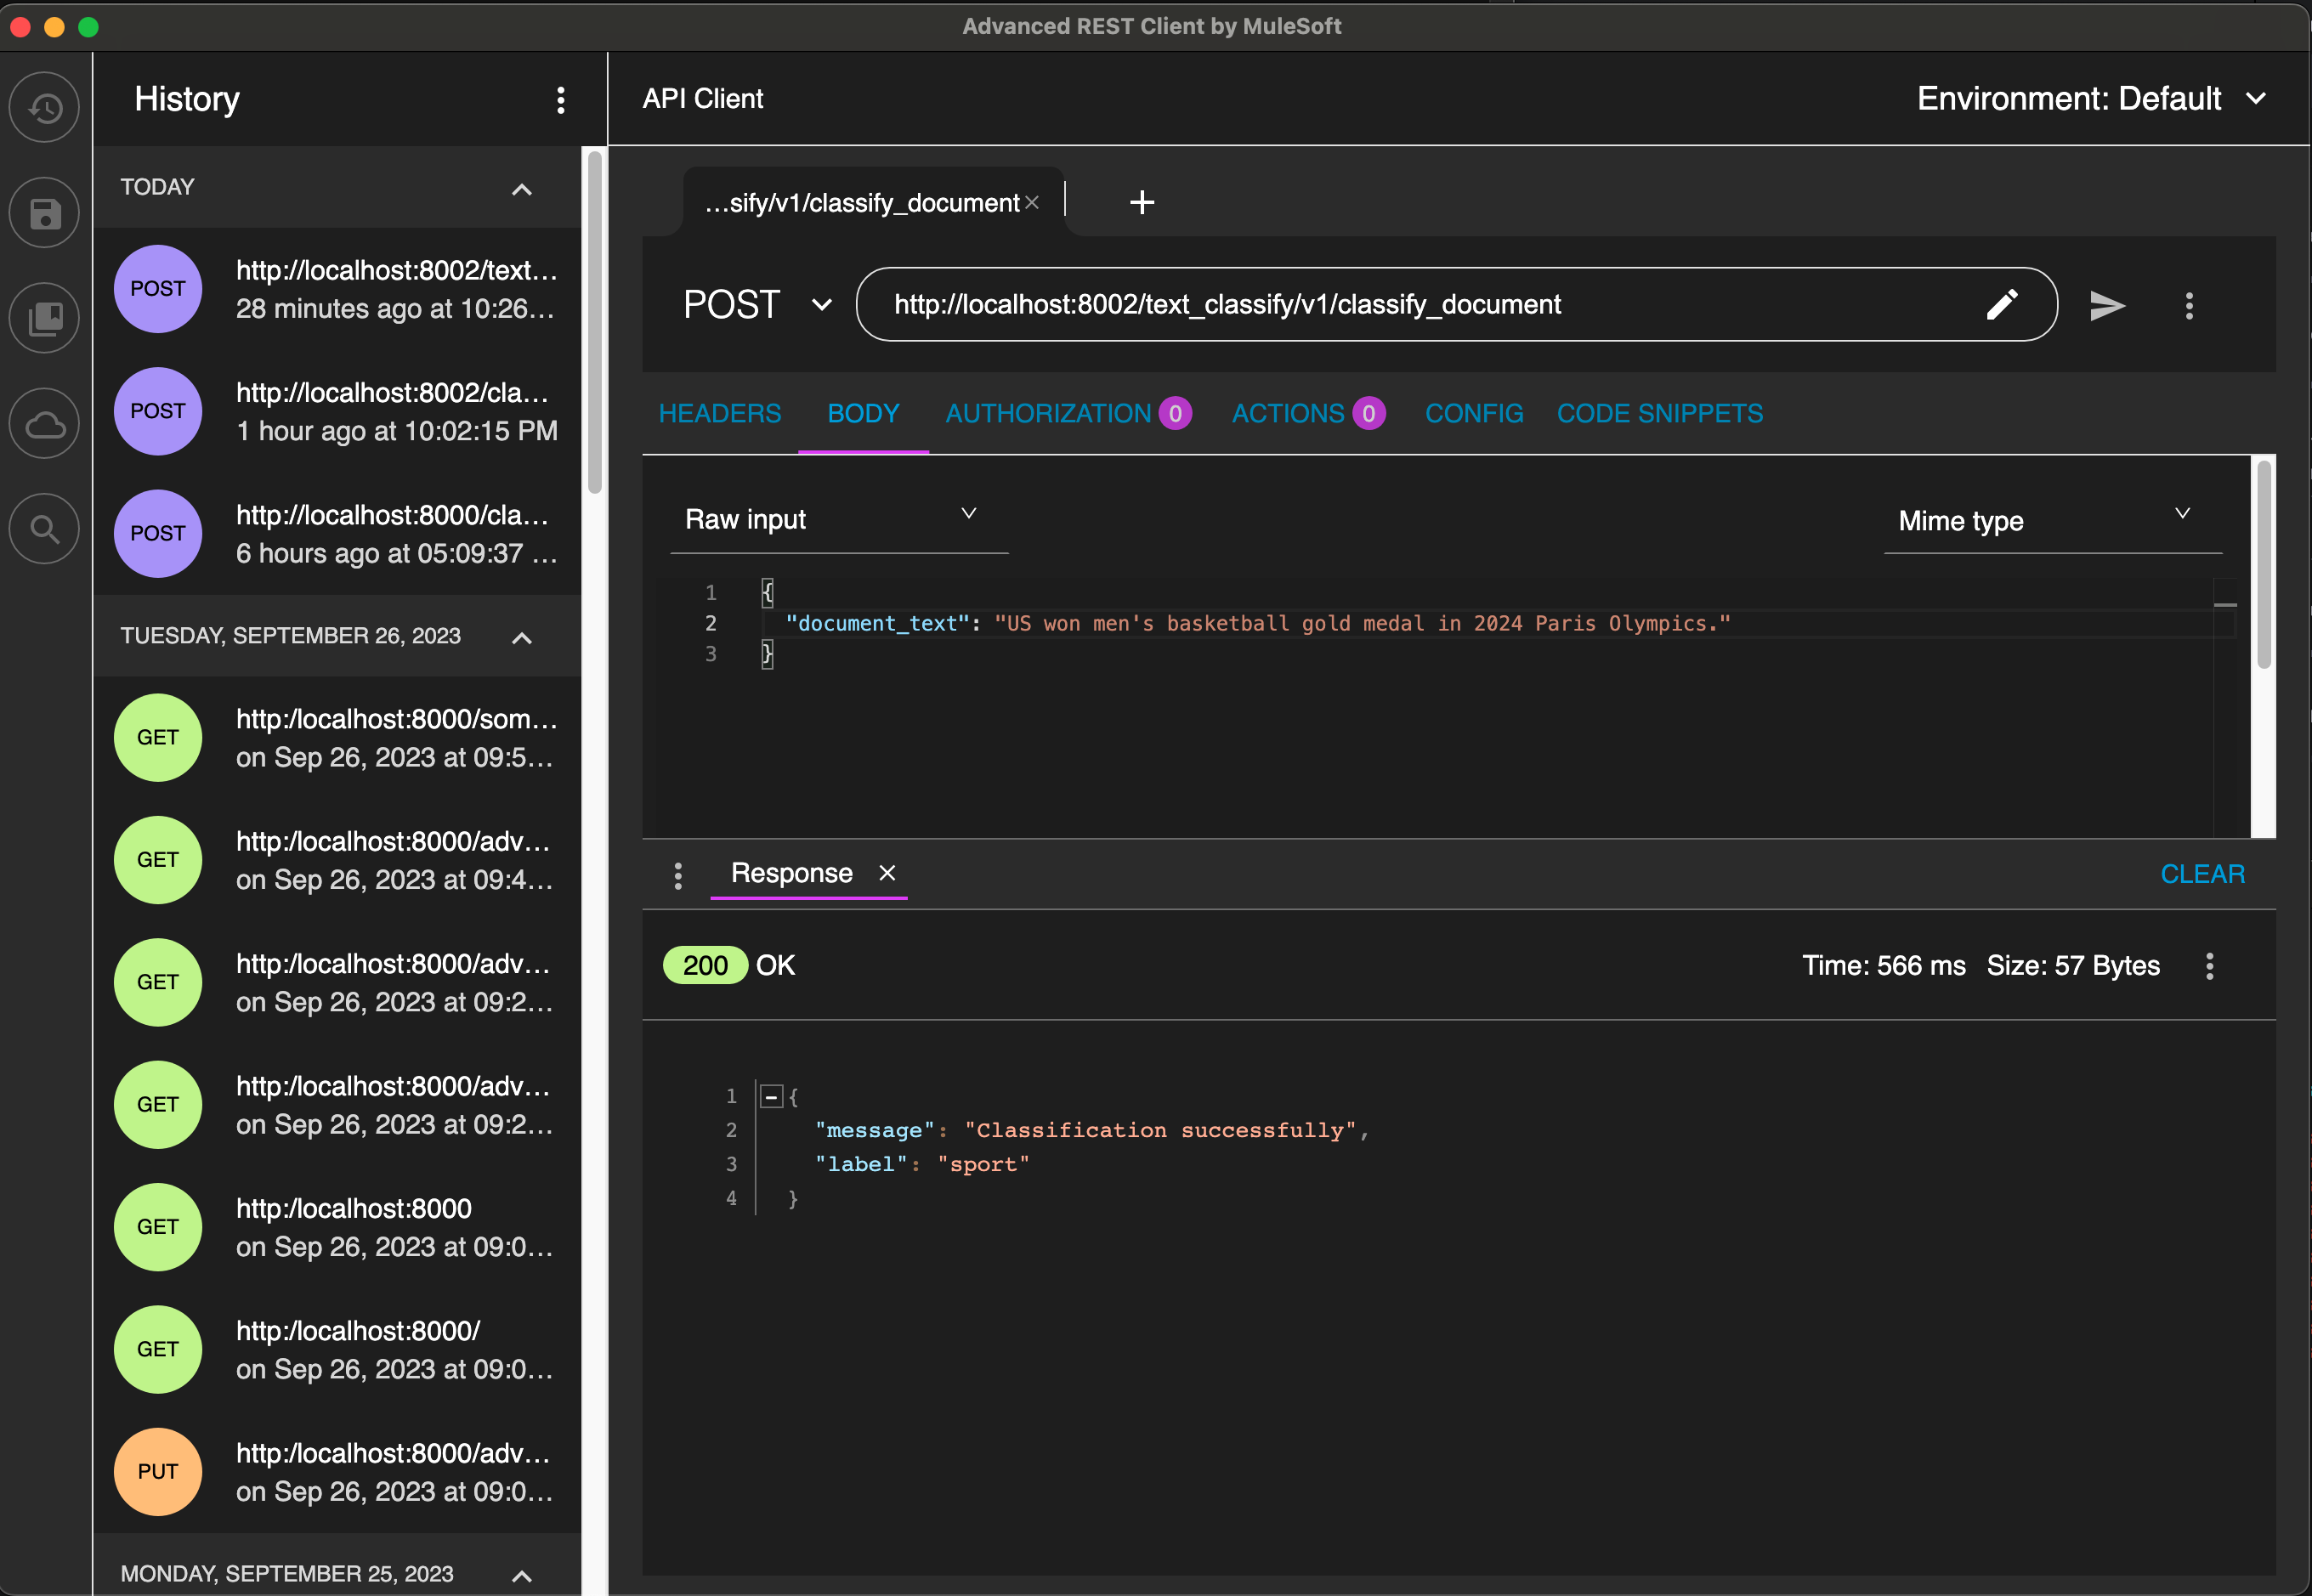 Advanced REST Client by MuleSoft
History
TODAY
POST
http://localhost:8002/text…
28 minutes ago at 10:26…
POST
http://localhost:8002/cla…
1 hour ago at 10:02:15 PM
POST
http://localhost:8000/cla…
6 hours ago at 05:09:37 …
TUESDAY, SEPTEMBER 26, 2023
GET
http:/localhost:8000/som…
on Sep 26, 2023 at 09:5…
GET
http:/localhost:8000/adv…
on Sep 26, 2023 at 09:4…
GET
http:/localhost:8000/adv…
on Sep 26, 2023 at 09:2…
GET
http:/localhost:8000/adv…
on Sep 26, 2023 at 09:2…
GET
http:/localhost:8000
on Sep 26, 2023 at 09:0…
GET
http:/localhost:8000/
on Sep 26, 2023 at 09:0…
PUT
http:/localhost:8000/adv…
on Sep 26, 2023 at 09:0…
MONDAY, SEPTEMBER 25, 2023
API Client
Environment: Default
…sify/v1/classify_document
POST
http://localhost:8002/text_classify/v1/classify_document
HEADERS BODY AUTHORIZATION 0 ACTIONS 0 CONFIG CODE SNIPPETS
Raw input
Mime type
1 {
2 "document_text": "US won men's basketball gold medal in 2024 Paris Olympics."
3 }
Response
CLEAR
200 OK
Time: 566 ms Size: 57 Bytes
1 {
2 "message": "Classification successfully",
3 "label": "sport"
4 }